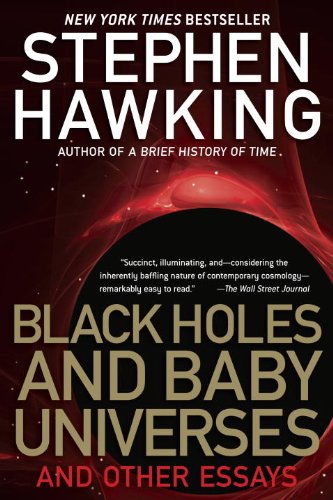 NEW YORK TIMES BESTSELLER
STEPHEN
HAWKING
AUTHOR OF A BRIEF HISTORY OF TIME
"Succinct, illuminating, and—considering the
inherently baffling nature of contemporary cosmology—
remarkably easy to read." —The Wall Street Journal
BLACK HOLES
AND BABY
UNIVERSES
AND OTHER ESSAYS